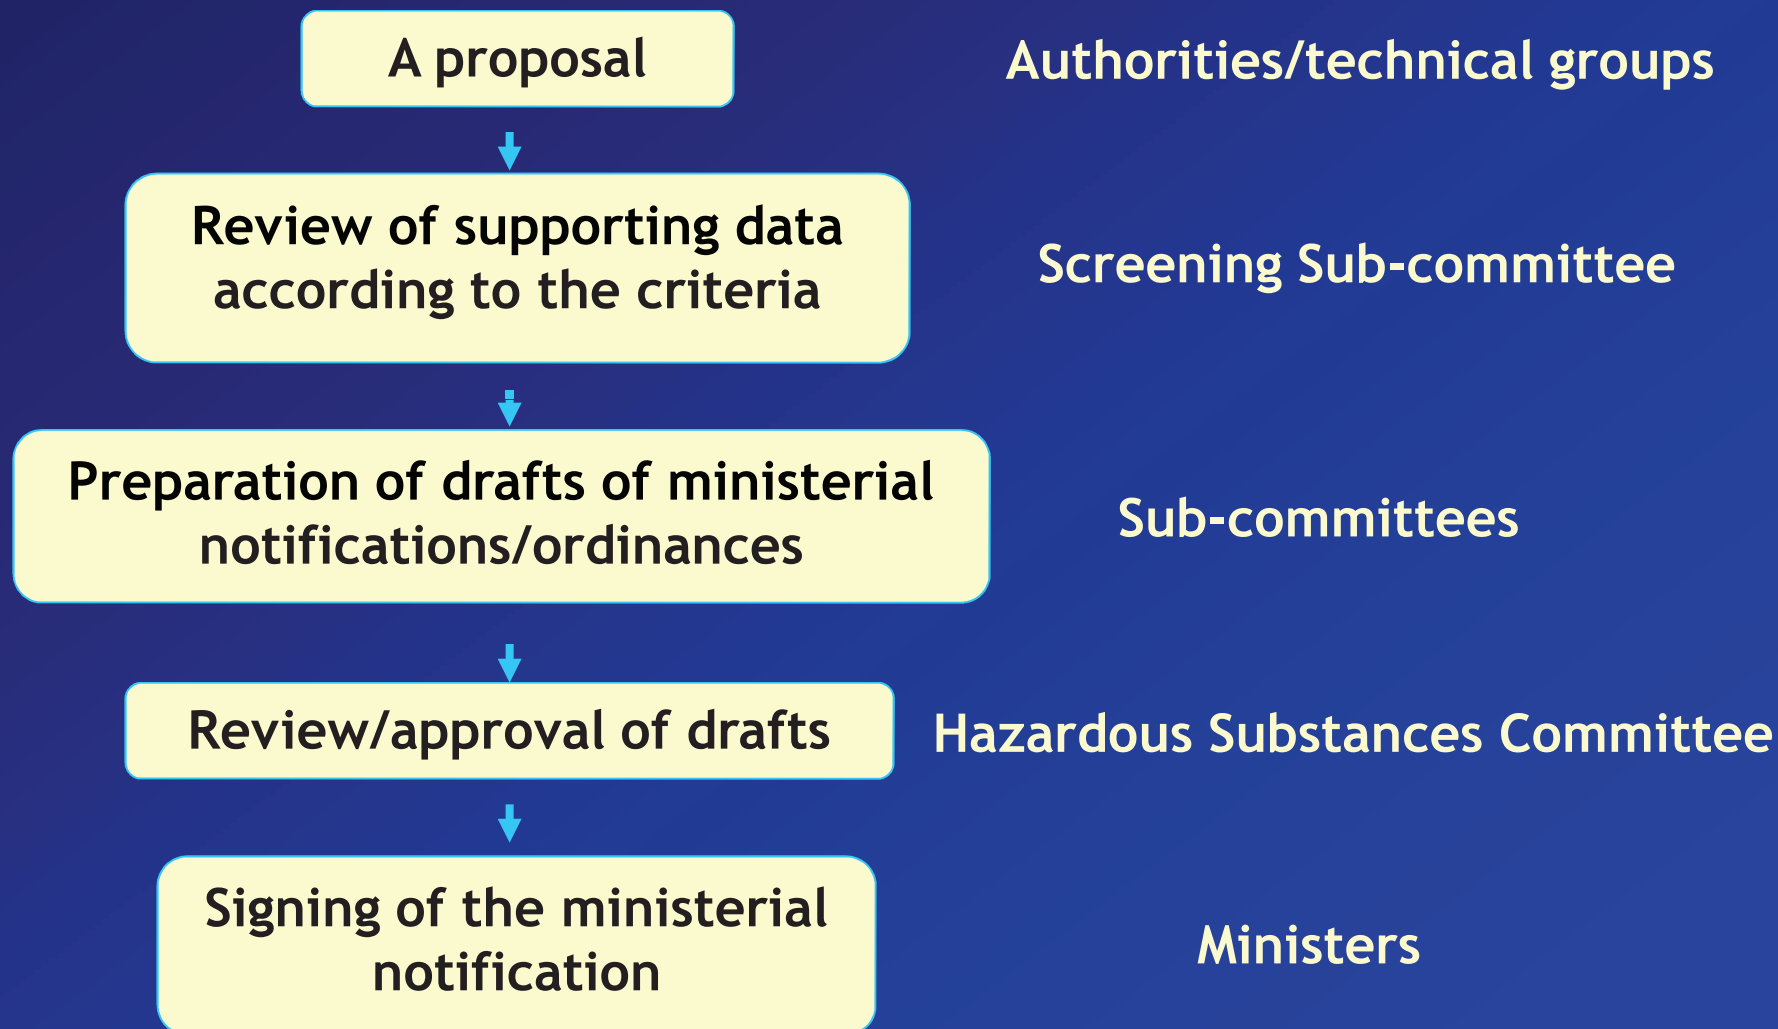 A proposal
Authorities/technical groups
Review of supporting data
according to the criteria
Screening Sub-committee
Preparation of drafts of ministerial
notifications/ordinances
Sub-committees
Review/approval of drafts
Hazardous Substances Committee
Signing of the ministerial
notification
Ministers